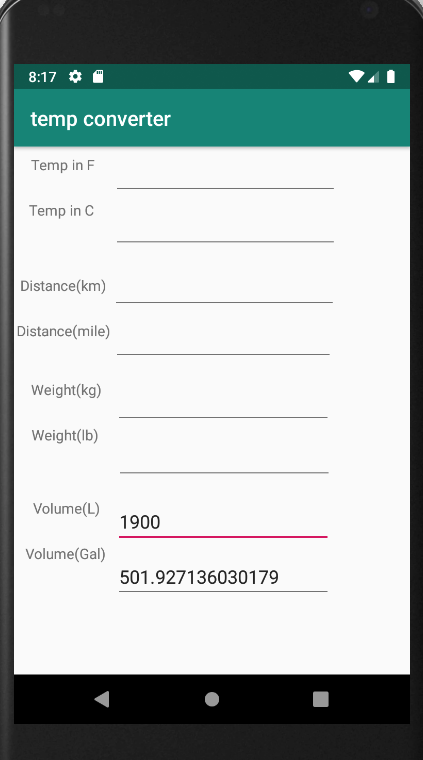 8:17
temp converter
Temp in F
Temp in C
Distance(km)
Distance(mile)
Weight(kg)
Weight(lb)
Volume(L)
1900
Volume(Gal)
501.927136030179